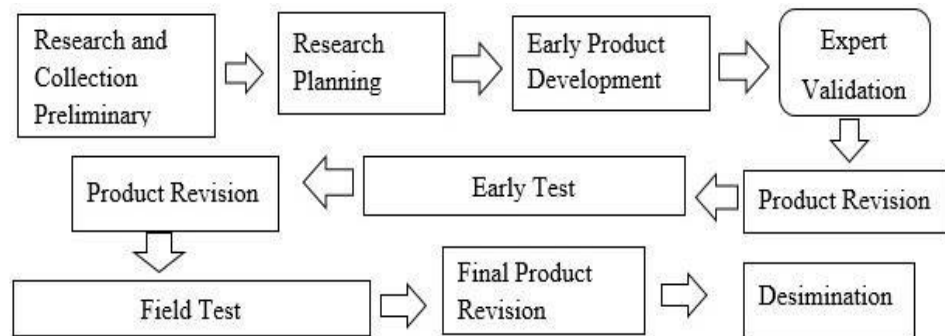 Research and
Collection
Preliminary
Research
Planning
Early Product
Development
Expert
Validation
Product Revision
Early Test
Product Revision
Field Test
Final Product
Revision
Desimination